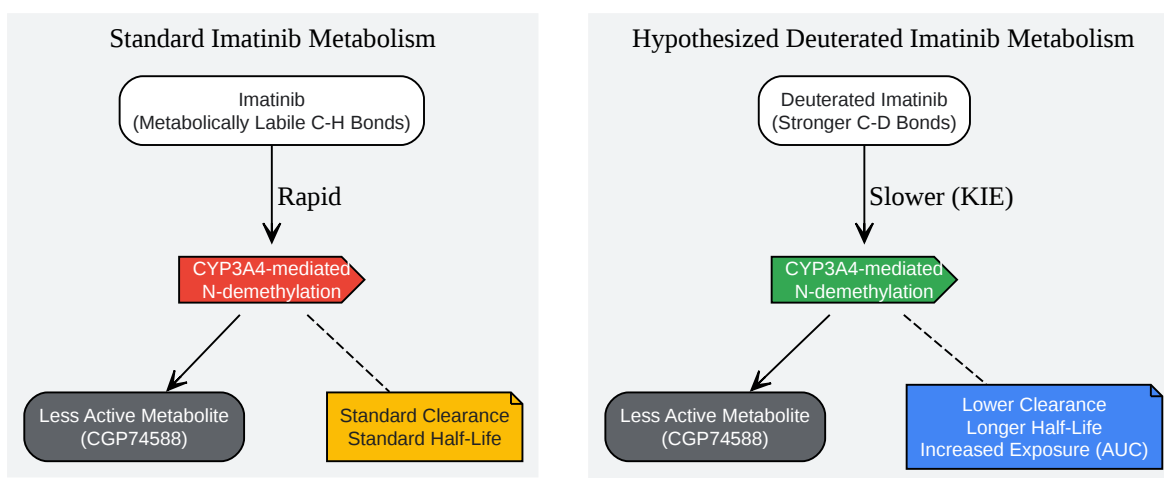 Standard Imatinib Metabolism
Imatinib
(Metabolically Labile C-H Bonds)
Rapid
CYP3A4-mediated
N-demethylation
Less Active Metabolite
(CGP74588)
Standard Clearance
Standard Half-Life
Hypothesized Deuterated Imatinib Metabolism
Deuterated Imatinib
(Stronger C-D Bonds)
Slower (KIE)
CYP3A4-mediated
N-demethylation
Less Active Metabolite
(CGP74588)
Lower Clearance
Longer Half-Life
Increased Exposure (AUC)